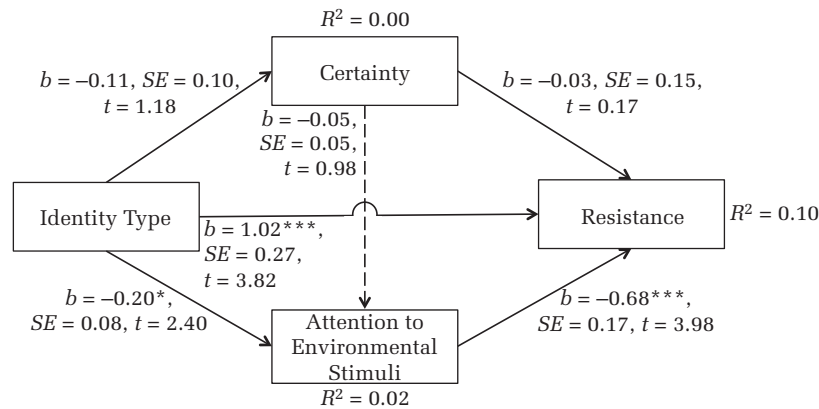 R² = 0.00
Certainty
b = –0.11, SE = 0.10,
t = 1.18
b = –0.03, SE = 0.15,
t = 0.17
b = –0.05,
SE = 0.05,
t = 0.98
Identity Type
Resistance
R² = 0.10
b = 1.02***,
SE = 0.27,
t = 3.82
b = –0.20*,
SE = 0.08, t = 2.40
b = –0.68***,
SE = 0.17, t = 3.98
Attention to
Environmental
Stimuli
R² = 0.02